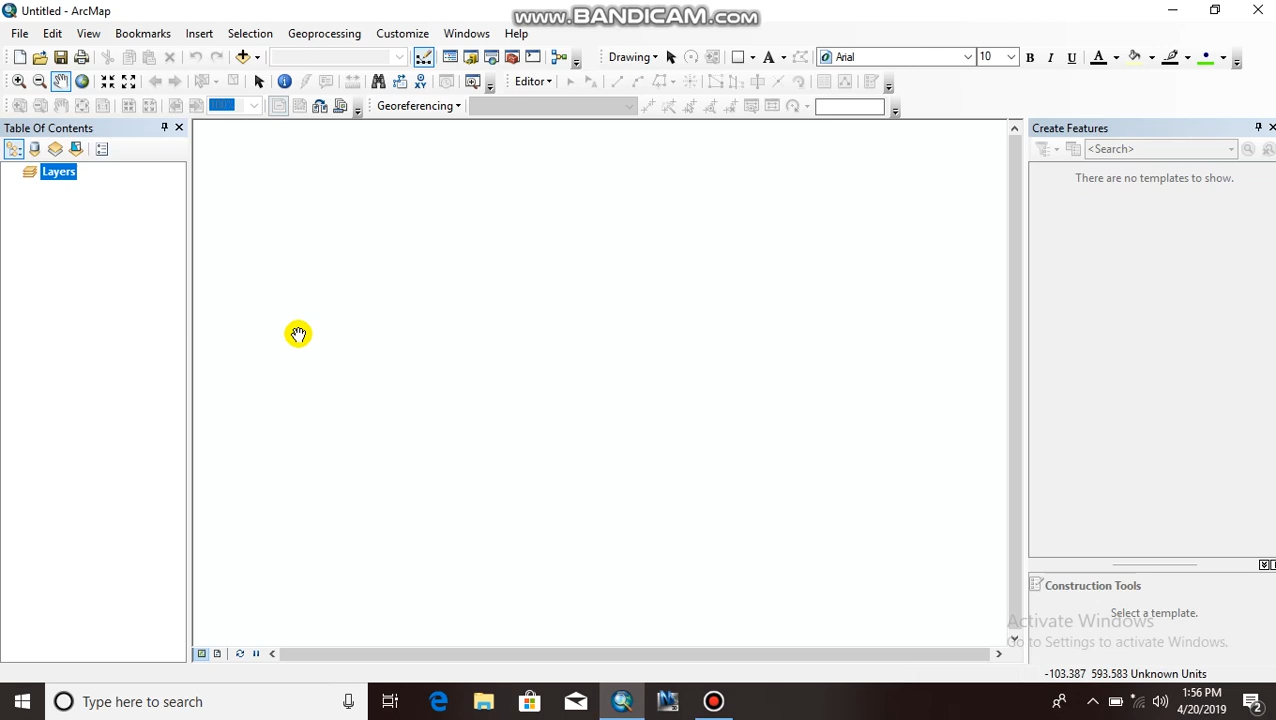 Untitled - ArcMap
www.BANDICAM.com
File Edit View Bookmarks Insert Selection Geoprocessing Customize Windows Help
Drawing Arial 10 B I U A
Editor
100%
Georeferencing
Table Of Contents
Layers
Create Features
<Search>
There are no templates to show.
Construction Tools
Select a template.
Activate Windows
Go to Settings to activate Windows.
-103.387 593.583 Unknown Units
Type here to search
1:56 PM
4/20/2019
2